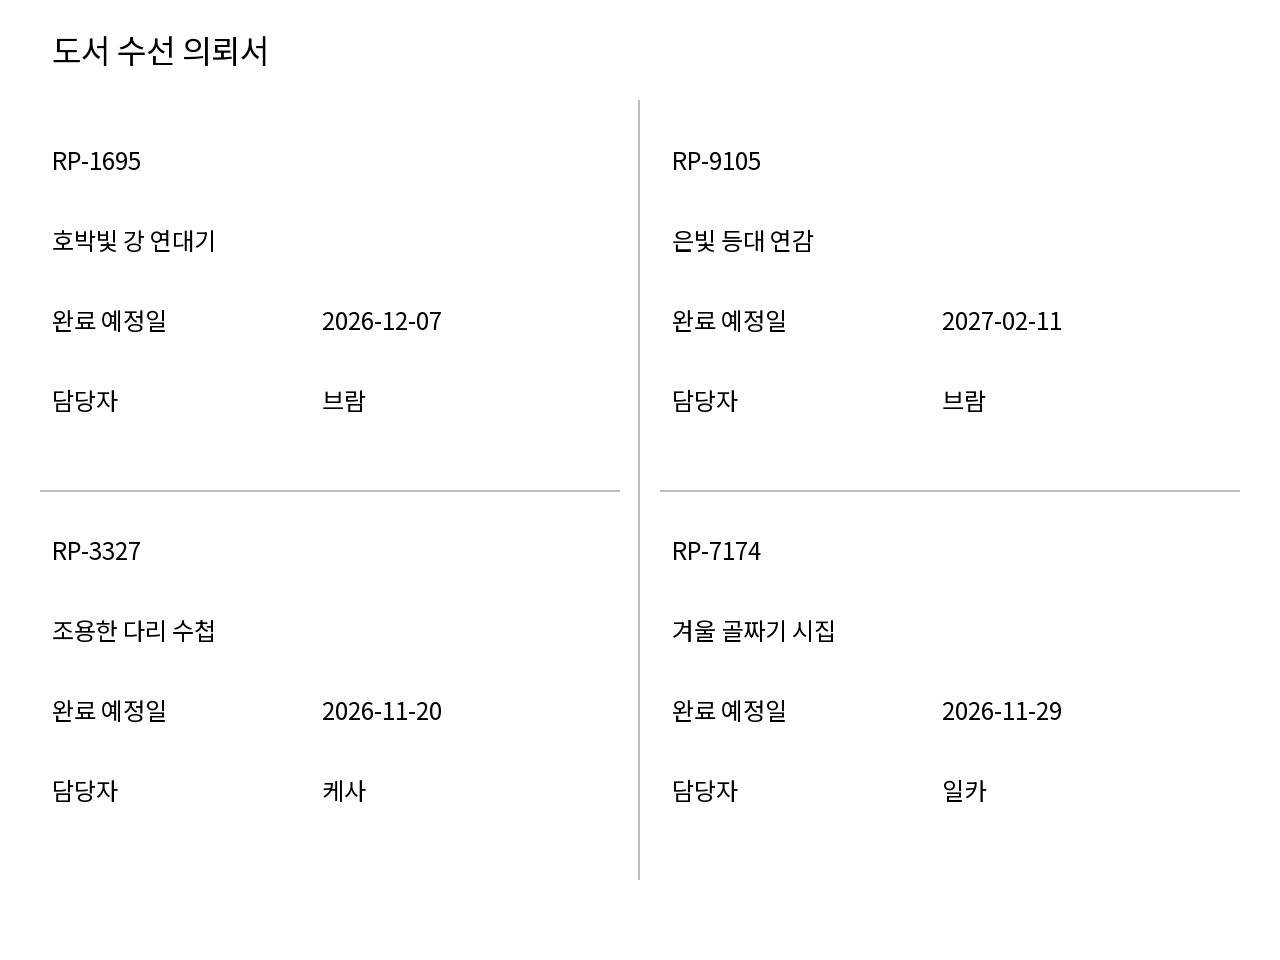 도서 수선 의뢰서
RP-1695
호박빛 강 연대기
완료 예정일 2026-12-07
담당자 브람
RP-9105
은빛 등대 연감
완료 예정일 2027-02-11
담당자 브람
RP-3327
조용한 다리 수첩
완료 예정일 2026-11-20
담당자 케사
RP-7174
겨울 골짜기 시집
완료 예정일 2026-11-29
담당자 일카